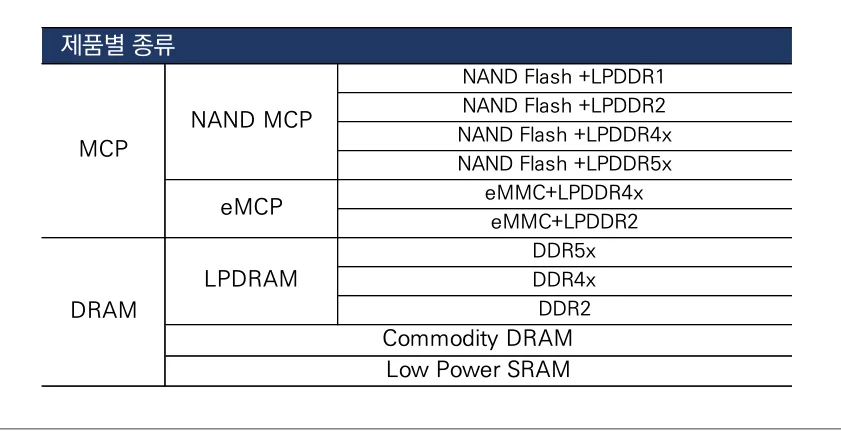 제품별 종류
MCP
NAND MCP
NAND Flash +LPDDR1
NAND Flash +LPDDR2
NAND Flash +LPDDR4x
NAND Flash +LPDDR5x
eMCP
eMMC+LPDDR4x
eMMC+LPDDR2
DRAM
LPDRAM
DDR5x
DDR4x
DDR2
Commodity DRAM
Low Power SRAM